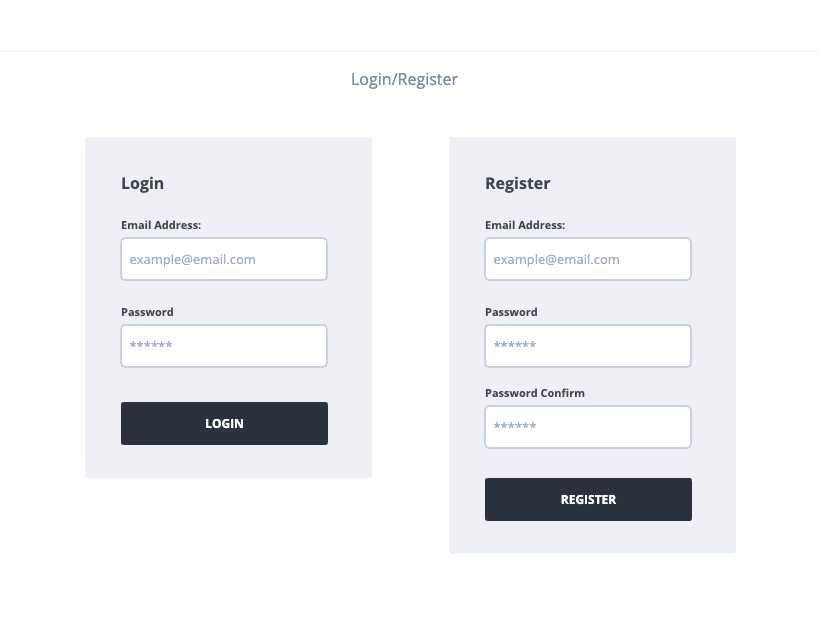 Login/Register
Login
Email Address:
example@email.com
Password
******
LOGIN
Register
Email Address:
example@email.com
Password
******
Password Confirm
******
REGISTER